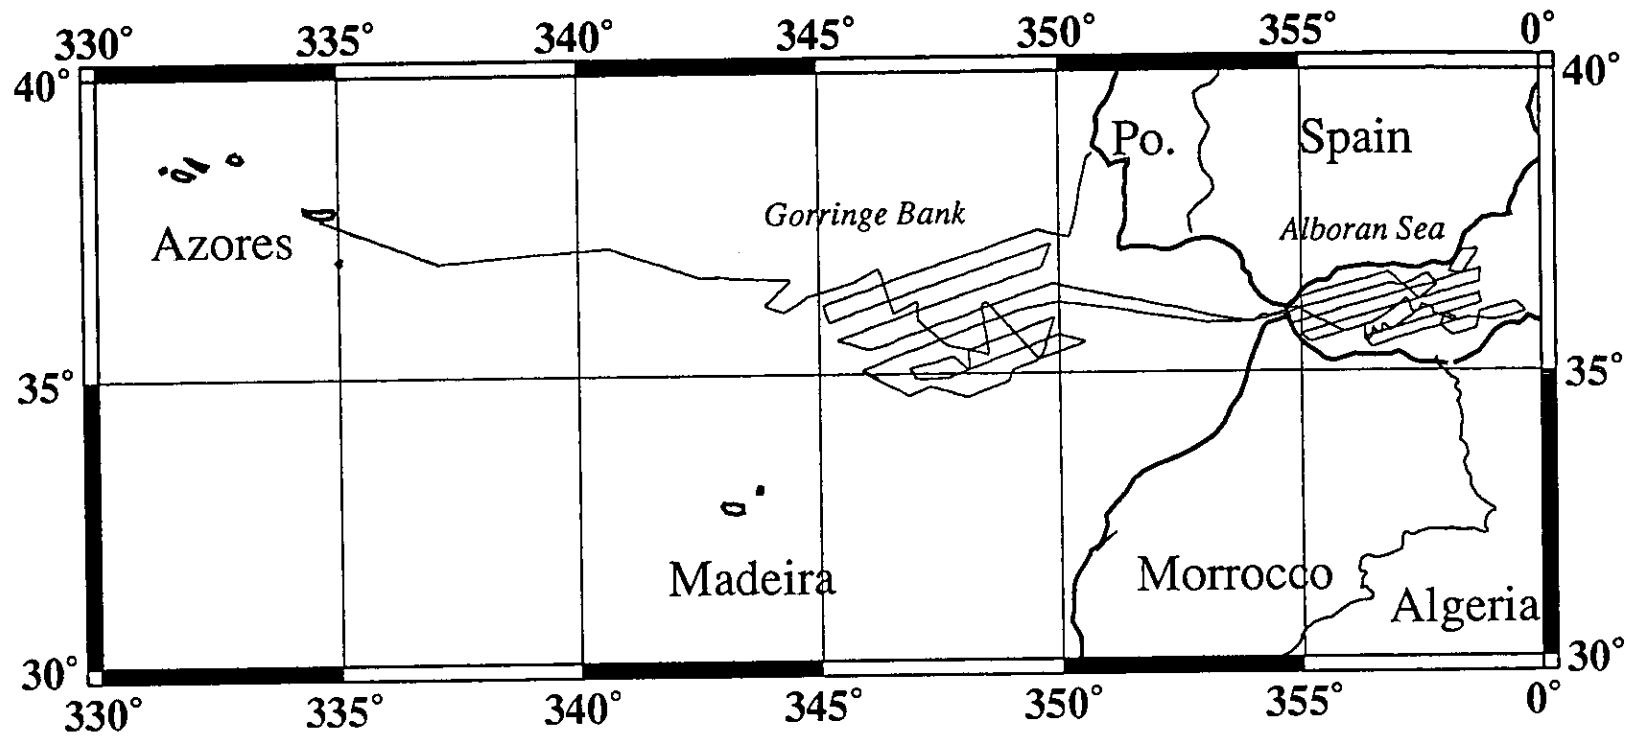 330° 335° 340° 345° 350° 355° 0°
40° 40°
Po. Spain
Gorringe Bank Alboran Sea
Azores
35° 35°
Madeira Morrocco
Algeria
30° 30°
330° 335° 340° 345° 350° 355° 0°